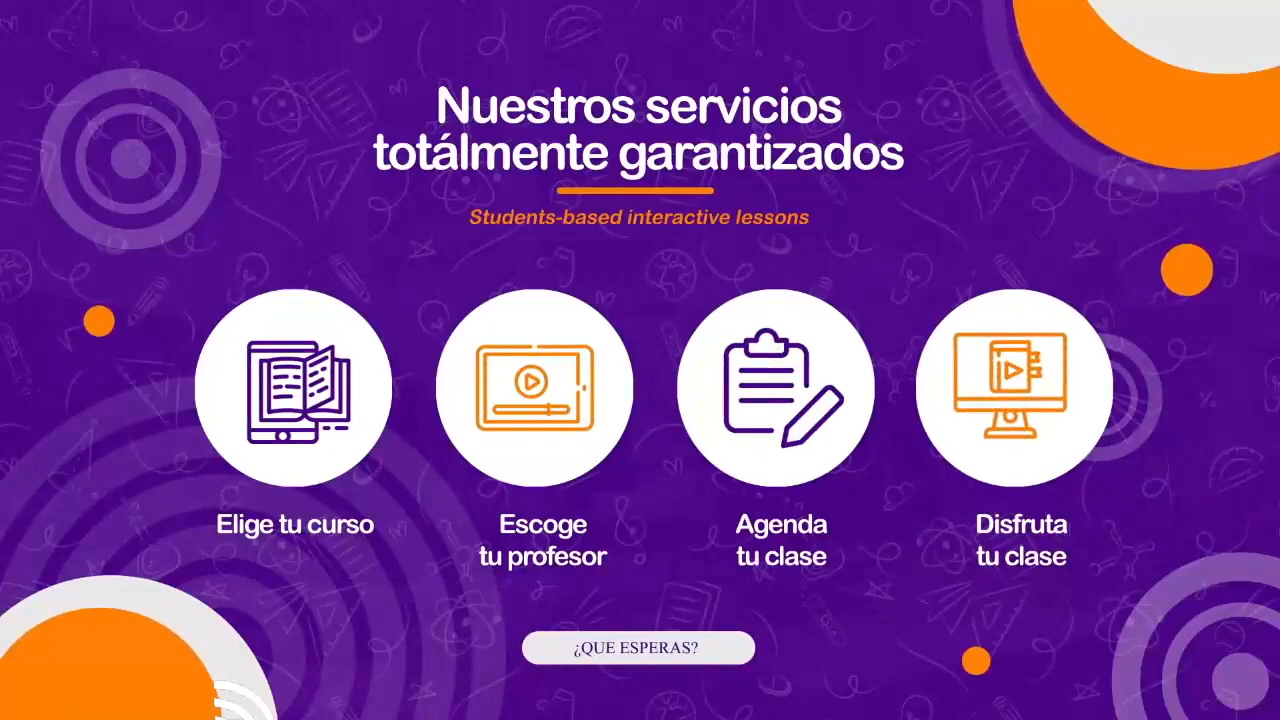 Nuestros servicios
totálmente garantizados
Students-based interactive lessons
Elige tu curso
Escoge
tu profesor
Agenda
tu clase
Disfruta
tu clase
¿QUE ESPERAS?